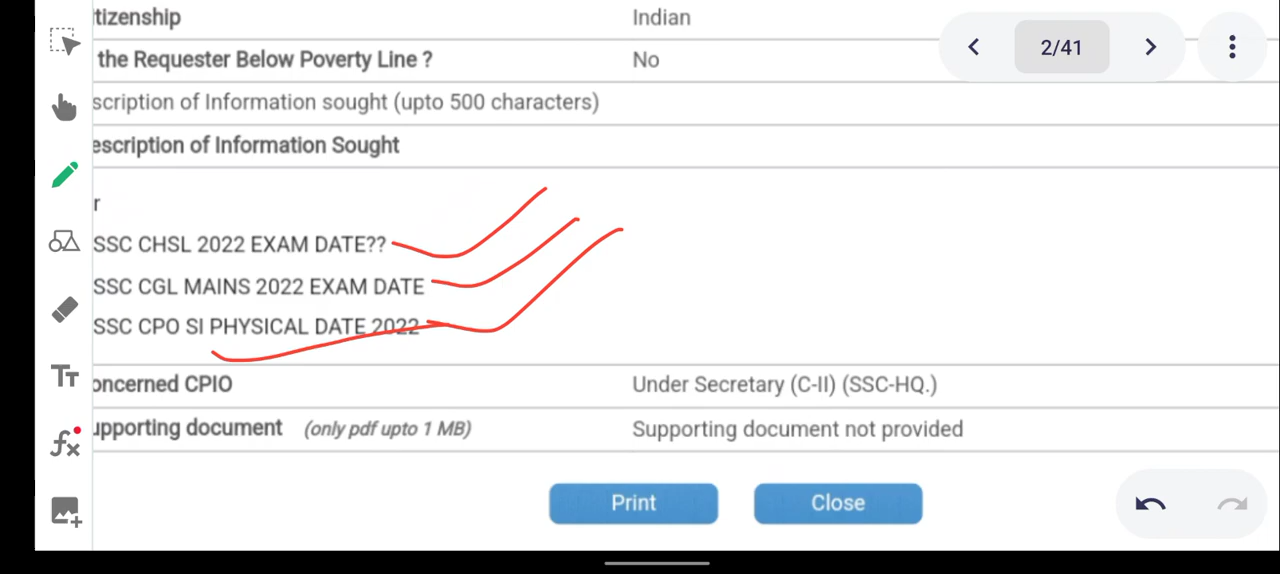 tizenship Indian
the Requester Below Poverty Line ? No
2/41
scription of Information sought (upto 500 characters)
escription of Information Sought
r
SSC CHSL 2022 EXAM DATE??
SSC CGL MAINS 2022 EXAM DATE
SSC CPO SI PHYSICAL DATE 2022
oncerned CPIO Under Secretary (C-II) (SSC-HQ.)
upporting document (only pdf upto 1 MB) Supporting document not provided
Print Close
Tт
fx